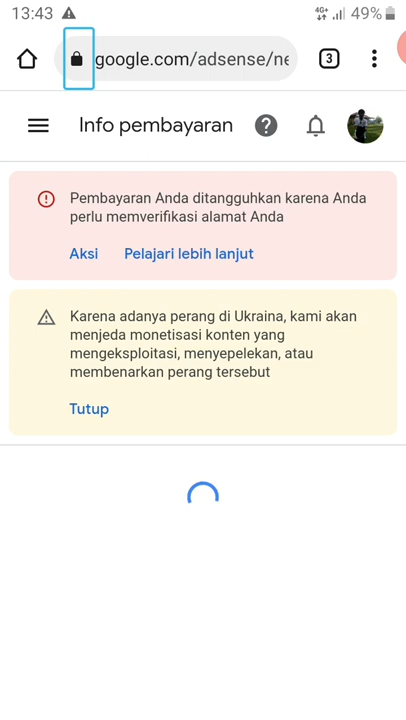 13:43 4G+ 49%
google.com/adsense/ne 3
Info pembayaran
Pembayaran Anda ditangguhkan karena Anda
perlu memverifikasi alamat Anda
Aksi Pelajari lebih lanjut
Karena adanya perang di Ukraina, kami akan
menjeda monetisasi konten yang
mengeksploitasi, menyepelekan, atau
membenarkan perang tersebut
Tutup